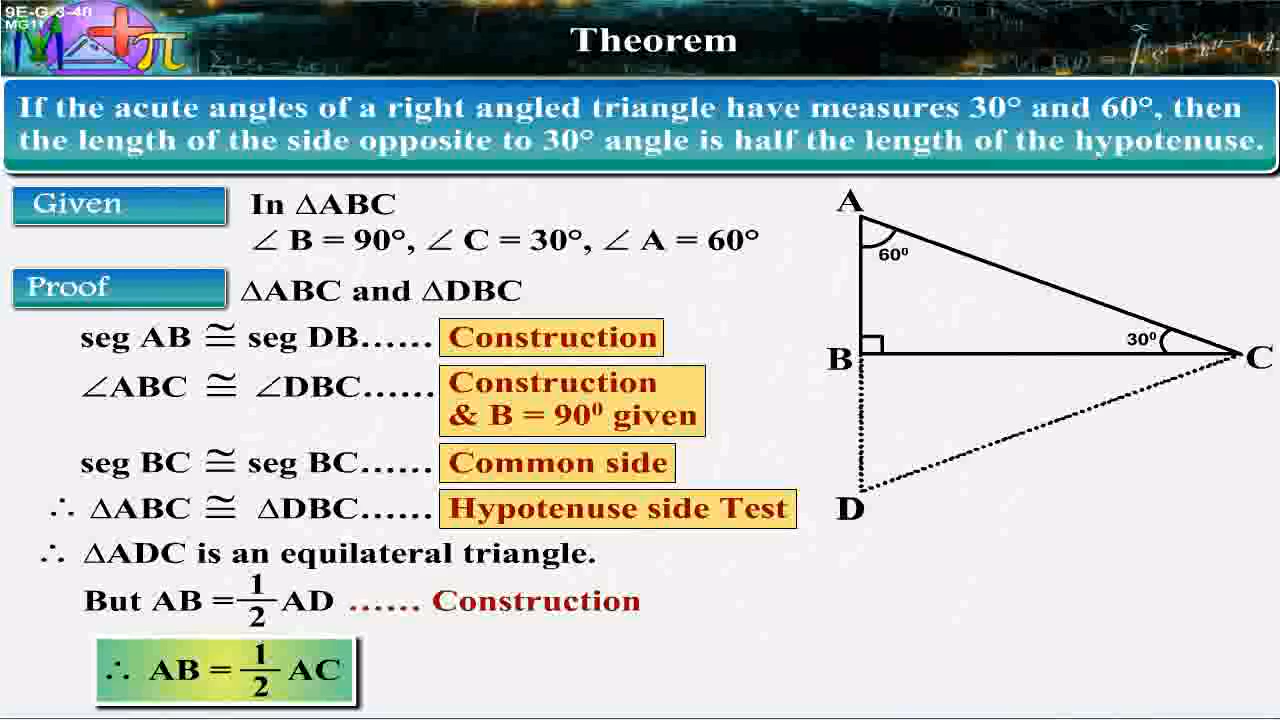 9E-G-3-40
MG11
M+π
Theorem
If the acute angles of a right angled triangle have measures 30° and 60°, then
the length of the side opposite to 30° angle is half the length of the hypotenuse.
Given
In △ABC
∠ B = 90°, ∠ C = 30°, ∠ A = 60°
Proof
△ABC and △DBC
seg AB ≅ seg DB...... Construction
∠ABC ≅ ∠DBC...... Construction
& B = 90⁰ given
seg BC ≅ seg BC...... Common side
∴ △ABC ≅ △DBC...... Hypotenuse side Test
∴ △ADC is an equilateral triangle.
But AB = 1/2 AD ...... Construction
∴ AB = 1/2 AC
A
60⁰
B
30⁰
C
D